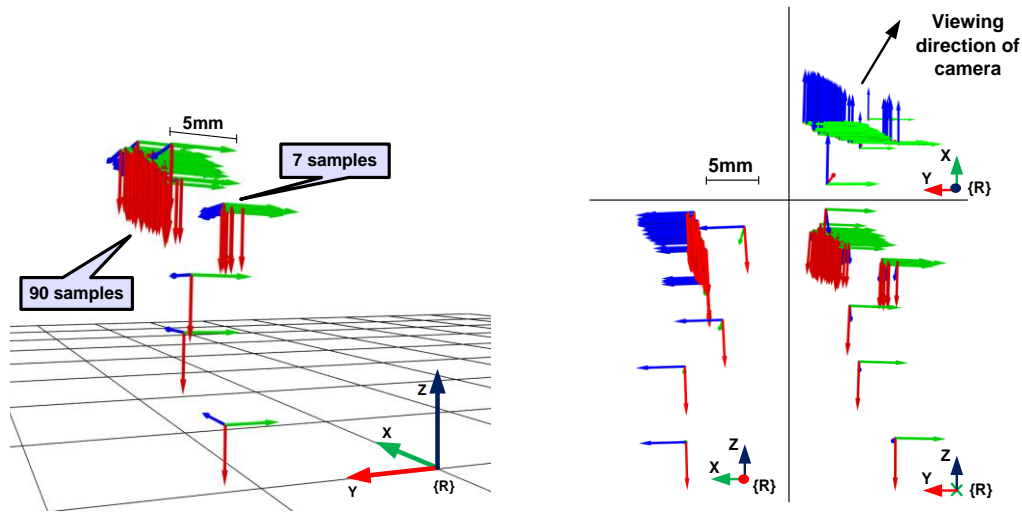 5mm
7 samples
90 samples
Z
X
Y
{R}
Viewing
direction of
camera
5mm
X
Y
{R}
Z
X
{R}
Z
Y
{R}